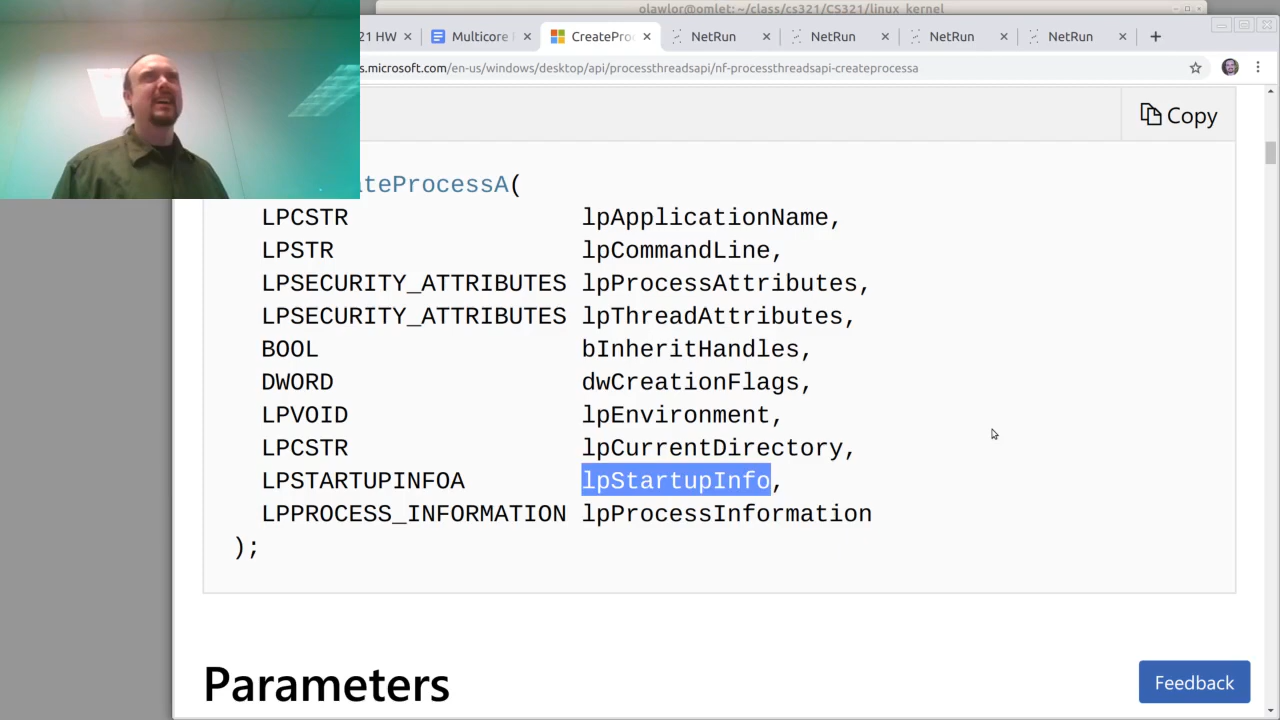 olawlor@omlet: ~/class/cs321/CS321/linux_kernel
21 HW
Multicore
CreateProc
NetRun
NetRun
NetRun
NetRun
s.microsoft.com/en-us/windows/desktop/api/processthreadsapi/nf-processthreadsapi-createprocessa
Copy
ateProcessA(
LPCSTR lpApplicationName,
LPSTR lpCommandLine,
LPSECURITY_ATTRIBUTES lpProcessAttributes,
LPSECURITY_ATTRIBUTES lpThreadAttributes,
BOOL bInheritHandles,
DWORD dwCreationFlags,
LPVOID lpEnvironment,
LPCSTR lpCurrentDirectory,
LPSTARTUPINFOA lpStartupInfo,
LPPROCESS_INFORMATION lpProcessInformation
);
Parameters
Feedback